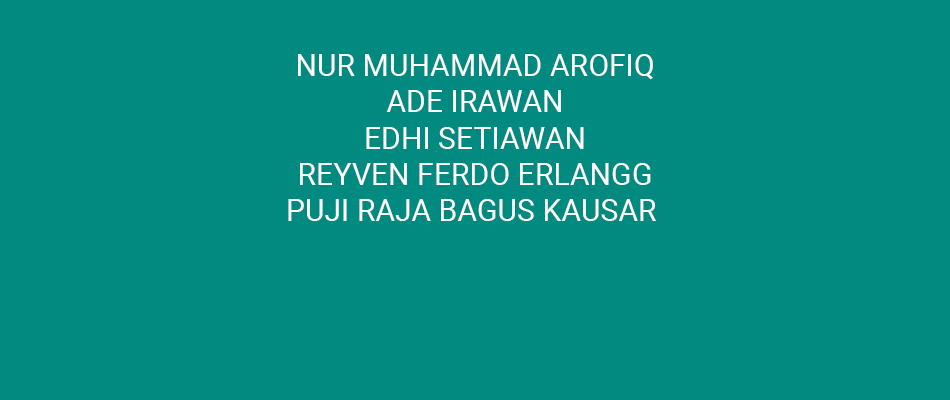 NUR MUHAMMAD AROFIQ
ADE IRAWAN
EDHI SETIAWAN
REYVEN FERDO ERLANGG
PUJI RAJA BAGUS KAUSAR